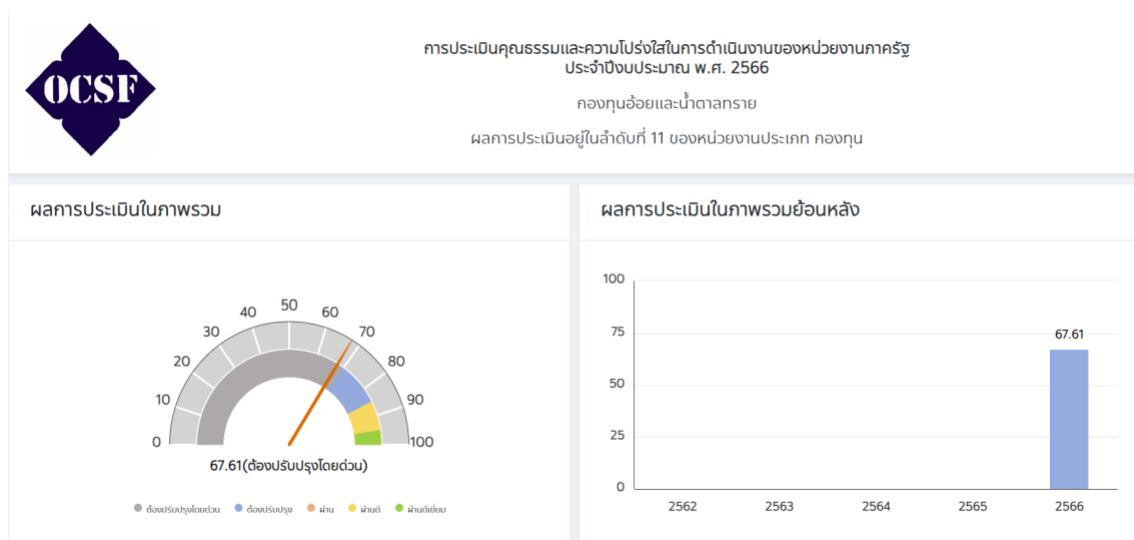 OCSF
การประเมินคุณธรรมและความโปร่งใสในการดำเนินงานของหน่วยงานภาครัฐ
ประจำปีงบประมาณ พ.ศ. 2566
กองทุนอ้อยและน้ำตาลทราย
ผลการประเมินอยู่ในลำดับที่ 11 ของหน่วยงานประเภท กองทุน
ผลการประเมินในภาพรวม
0
10
20
30
40
50
60
70
80
90
100
67.61(ต้องปรับปรุงโดยด่วน)
ต้องปรับปรุงโดยด่วน ต้องปรับปรุง ผ่าน ผ่านดี ผ่านดีเยี่ยม
ผลการประเมินในภาพรวมย้อนหลัง
100
75
50
25
0
67.61
2562 2563 2564 2565 2566